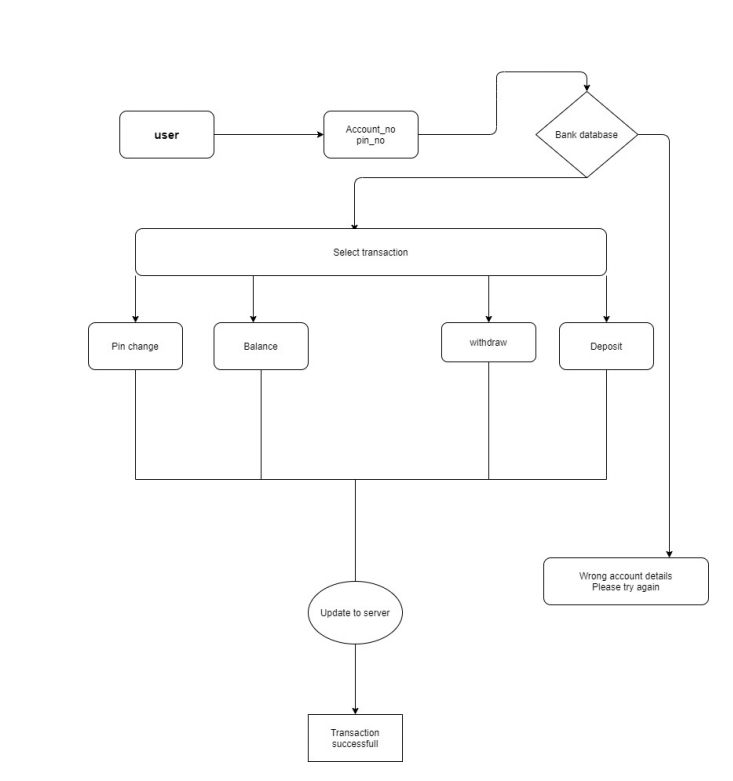 user
Account_no
pin_no
Bank database
Select transaction
Pin change
Balance
withdraw
Deposit
Wrong account details
Please try again
Update to server
Transaction
successfull